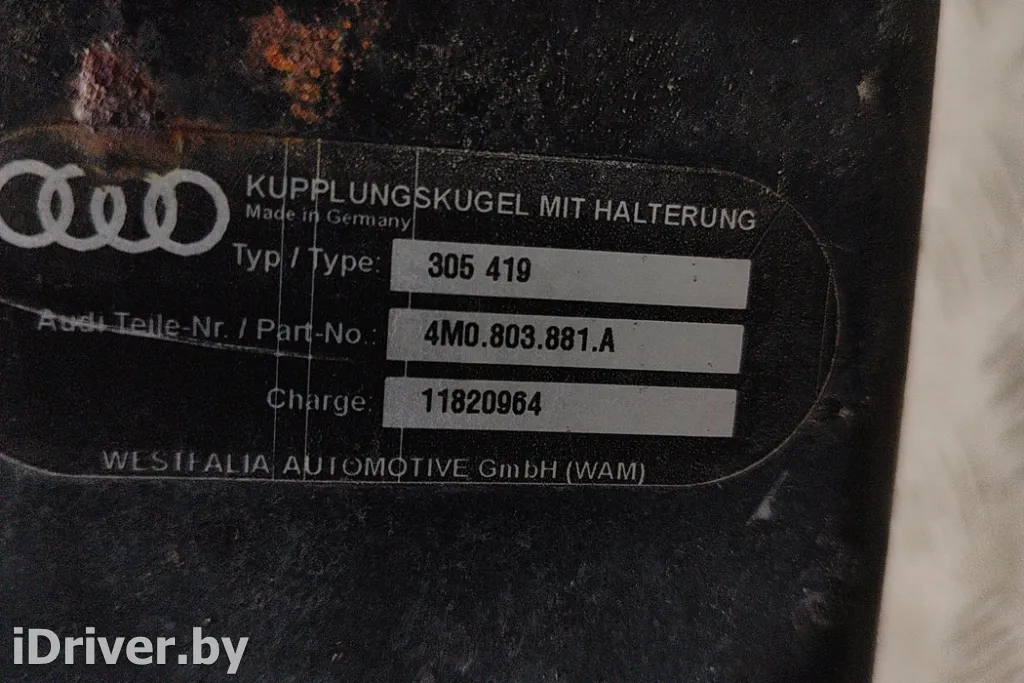 KUPPLUNGSKUGEL MIT HALTERUNG
Made in Germany
Typ / Type: 305 419
Audi Teile-Nr. / Part-No.: 4M0.803.881.A
Charge: 11820964
WESTFALIA AUTOMOTIVE GmbH (WAM)
iDriver.by